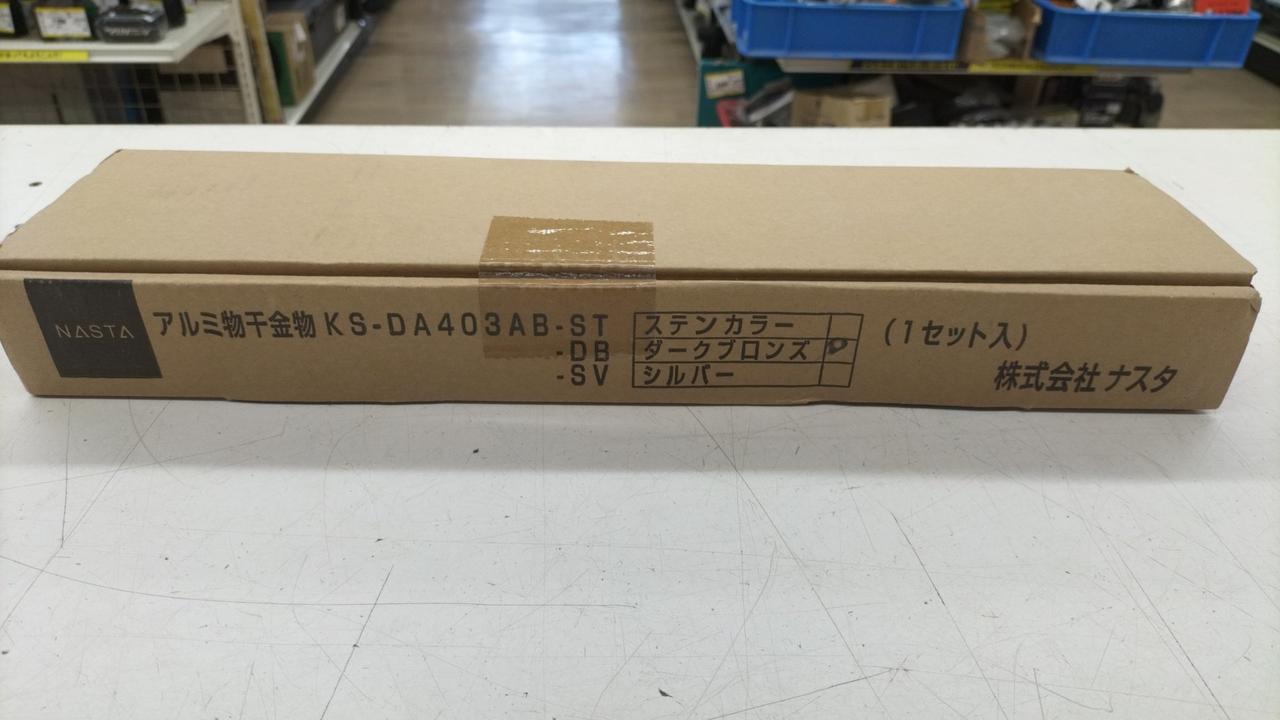 NASTA
アルミ物干金物 KS-DA403AB-ST ステンカラー (1セット入)
-DB ダークブロンズ
-SV シルバー
株式会社 ナスタ